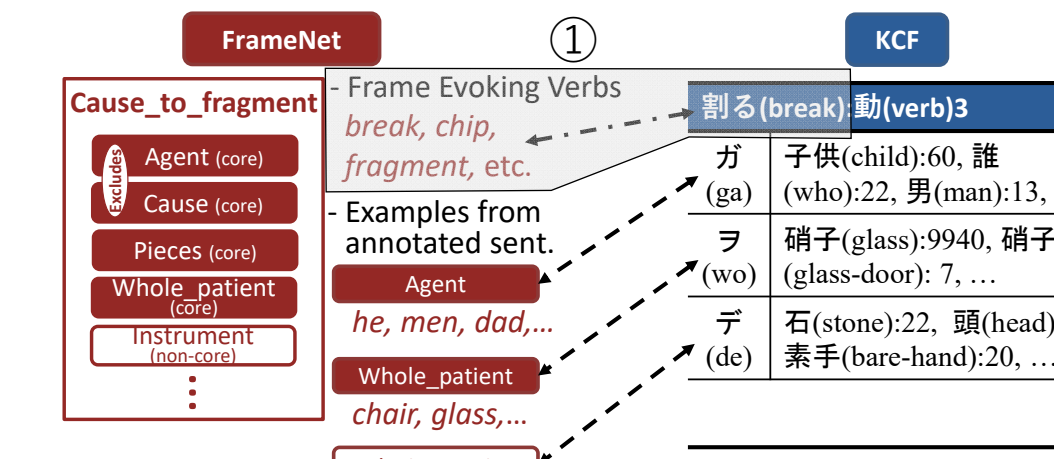 FrameNet
①
KCF
Cause_to_fragment
Excludes
Agent (core)
Cause (core)
Pieces (core)
Whole_patient
(core)
Instrument
(non-core)
- Frame Evoking Verbs
break, chip,
fragment, etc.
- Examples from
annotated sent.
Agent
he, men, dad,...
Whole_patient
chair, glass,...
割る(break):動(verb)3
ガ
(ga)
子供(child):60, 誰
(who):22, 男(man):13,
ヲ
(wo)
硝子(glass):9940, 硝子
(glass-door): 7, …
デ
(de)
石(stone):22, 頭(head)
素手(bare-hand):20, …